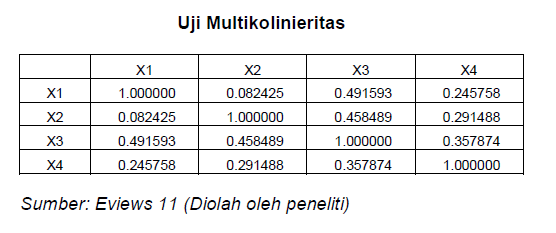 Uji Multikolinieritas
X1 X2 X3 X4
X1 1.000000 0.082425 0.491593 0.245758
X2 0.082425 1.000000 0.458489 0.291488
X3 0.491593 0.458489 1.000000 0.357874
X4 0.245758 0.291488 0.357874 1.000000
Sumber: Eviews 11 (Diolah oleh peneliti)